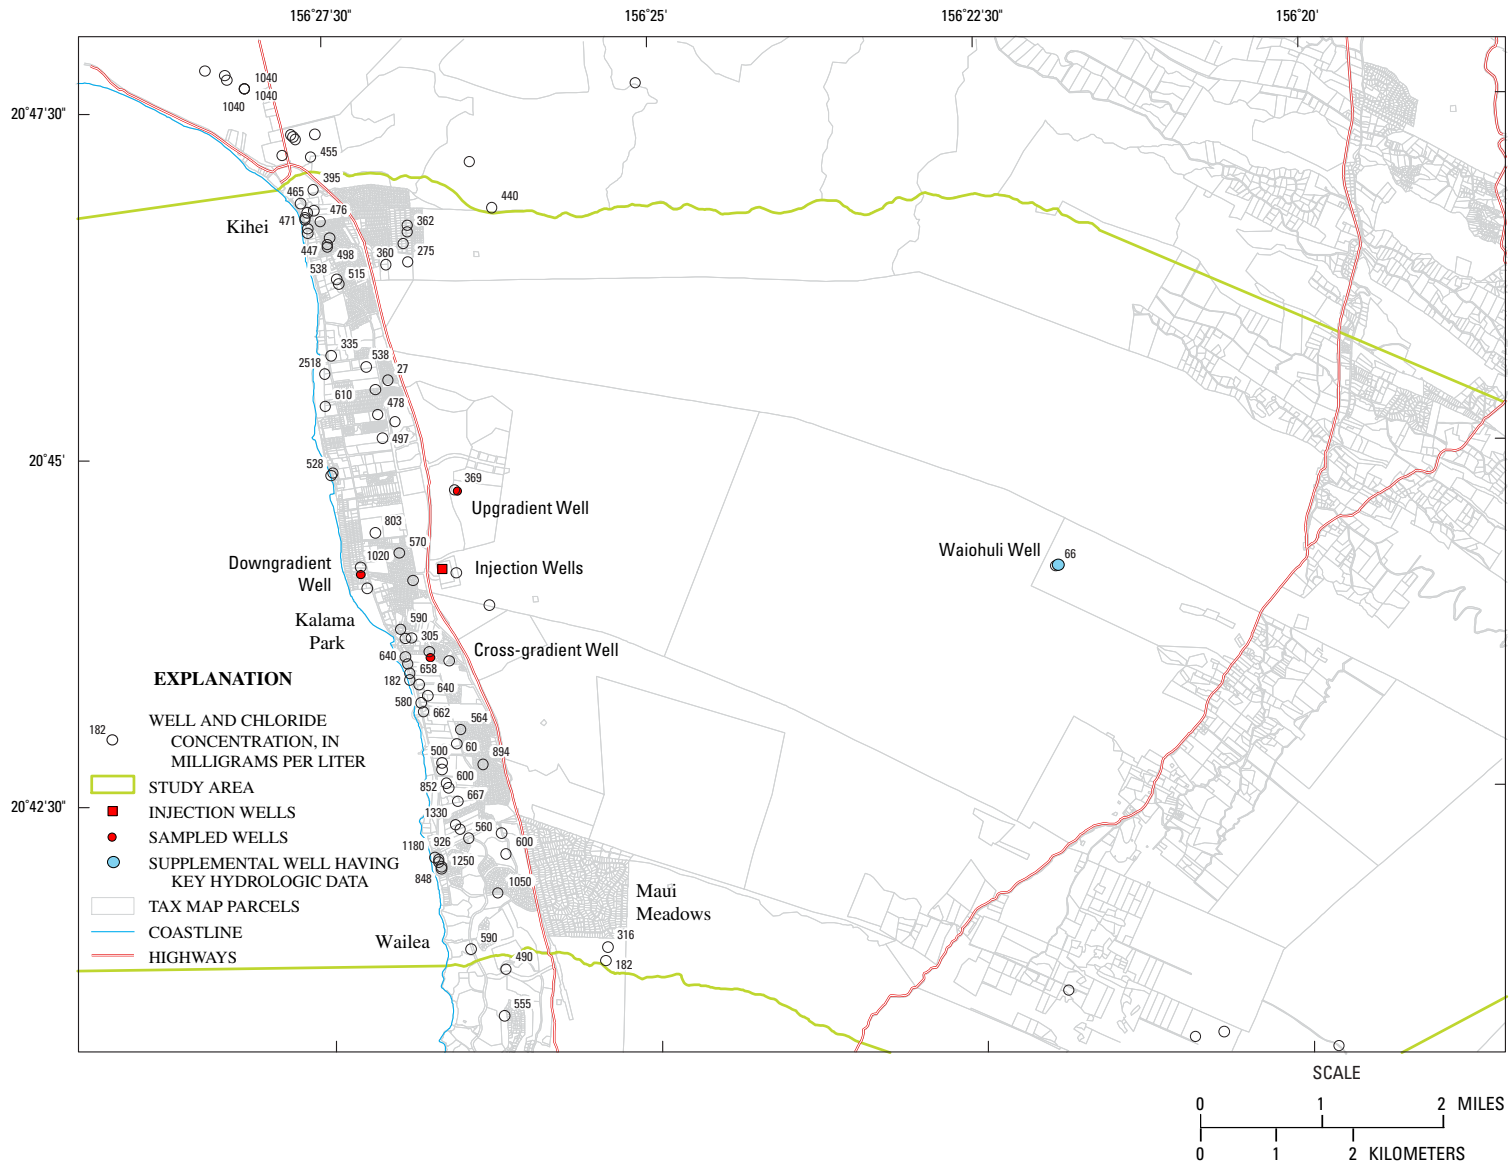 156°27'30"
156°25'
156°22'30"
156°20'
20°47'30"
1040
1040
1040
455
395
465
476
440
471
Kihei
362
447
498
360
275
538
515
335
2518
538
27
610
478
497
20°45'
528
369
Upgradient Well
803
570
1020
Downgradient
Well
Injection Wells
Waiohuli Well
66
590
Kalama
Park
305
640
Cross-gradient Well
658
182
640
580
662
EXPLANATION
182
WELL AND CHLORIDE
CONCENTRATION, IN
MILLIGRAMS PER LITER
STUDY AREA
INJECTION WELLS
SAMPLED WELLS
SUPPLEMENTAL WELL HAVING
KEY HYDROLOGIC DATA
TAX MAP PARCELS
COASTLINE
HIGHWAYS
564
60
500
894
600
852
667
20°42'30"
1330
560
1180
926
600
1250
848
1050
Maui
Meadows
Wailea
590
316
490
182
555
SCALE
0 1 2 MILES
0 1 2 KILOMETERS